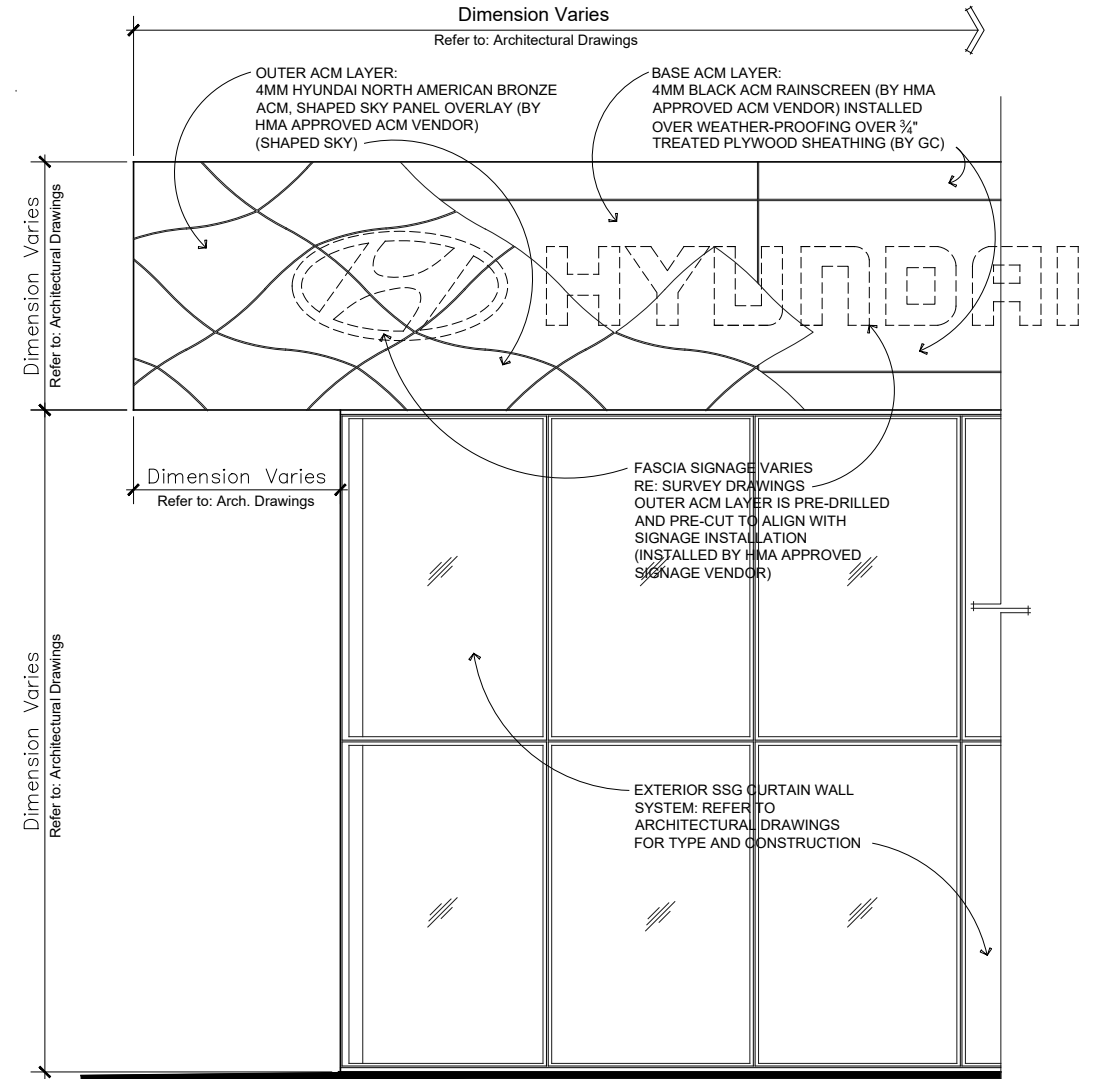 Dimension Varies
Refer to: Architectural Drawings
OUTER ACM LAYER:
4MM HYUNDAI NORTH AMERICAN BRONZE
ACM, SHAPED SKY PANEL OVERLAY (BY
HMA APPROVED ACM VENDOR)
(SHAPED SKY)
BASE ACM LAYER:
4MM BLACK ACM RAINSCREEN (BY HMA
APPROVED ACM VENDOR) INSTALLED
OVER WEATHER-PROOFING OVER ¾"
TREATED PLYWOOD SHEATHING (BY GC)
Dimension Varies
Refer to: Architectural Drawings
HYUNDAI
Dimension Varies
Refer to: Arch. Drawings
FASCIA SIGNAGE VARIES
RE: SURVEY DRAWINGS
OUTER ACM LAYER IS PRE-DRILLED
AND PRE-CUT TO ALIGN WITH
SIGNAGE INSTALLATION
(INSTALLED BY HMA APPROVED
SIGNAGE VENDOR)
Dimension Varies
Refer to: Architectural Drawings
EXTERIOR SSG CURTAIN WALL
SYSTEM: REFER TO
ARCHITECTURAL DRAWINGS
FOR TYPE AND CONSTRUCTION